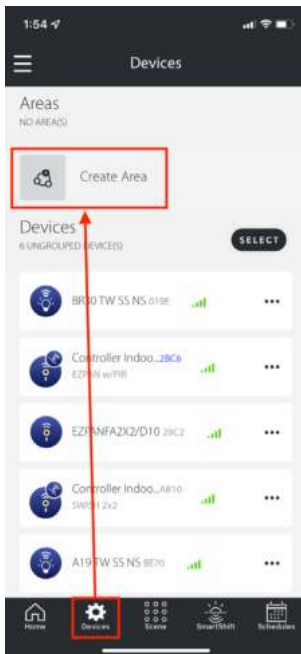 1:54
Devices
Areas
NO AREA(S)
Create Area
Devices
6 UNGROUPED DEVICE(S)
SELECT
BR30 TW SS NS 019E
Controller Indoo...2BC6
EZPAN w/PIR
EZPANFA2X2/D10 28C2
Controller Indoo...A810
SWISH 2x2
A19 TW SS NS 8E70
Home
Devices
Scene
SmartShift
Schedules